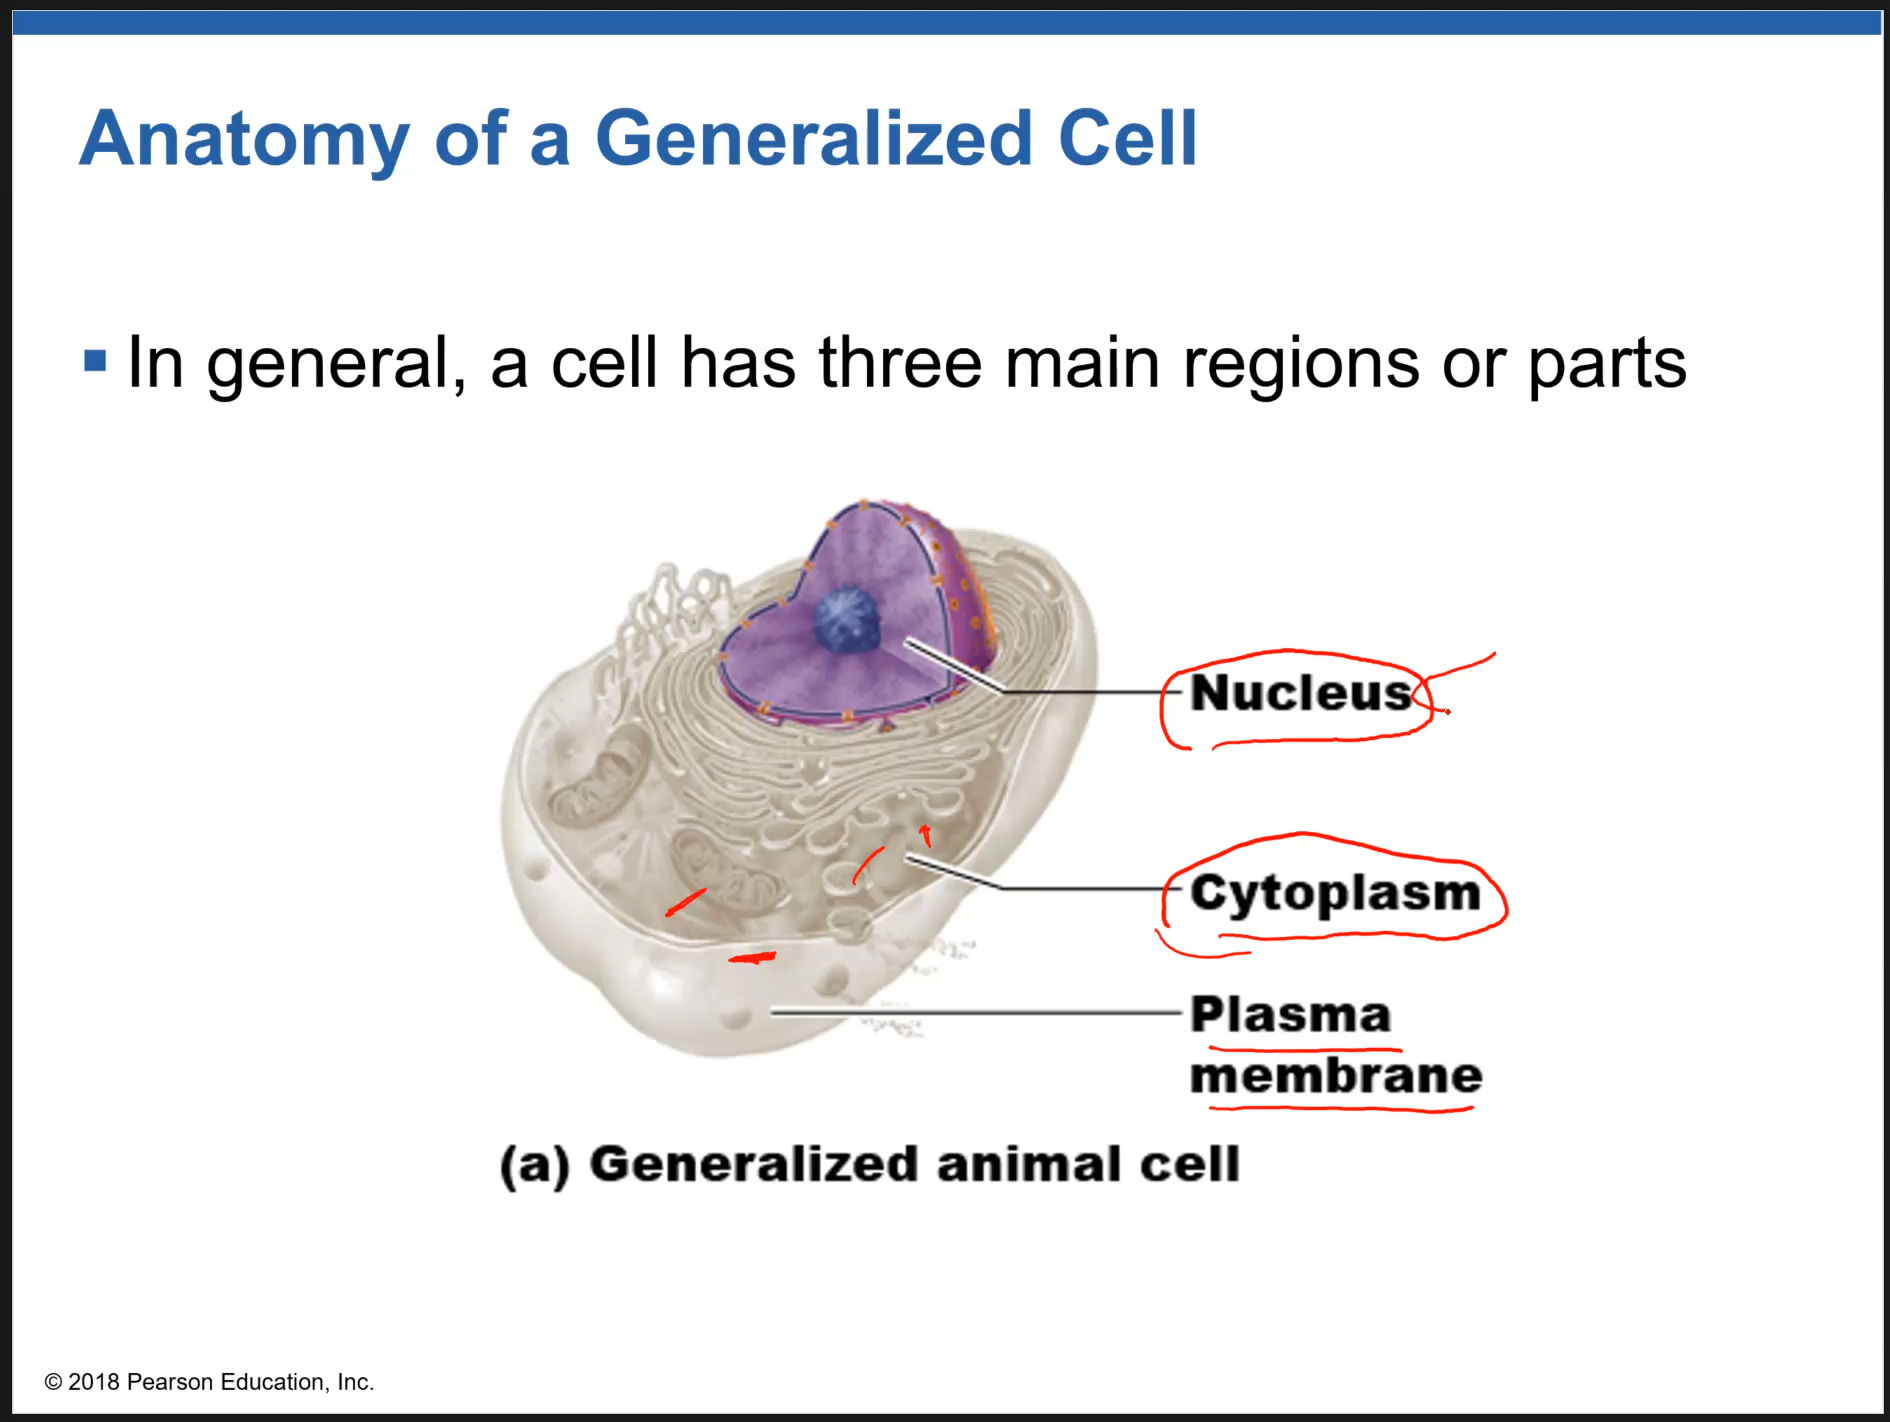 Anatomy of a Generalized Cell
In general, a cell has three main regions or parts
Nucleus
Cytoplasm
Plasma
membrane
(a) Generalized animal cell
© 2018 Pearson Education, Inc.